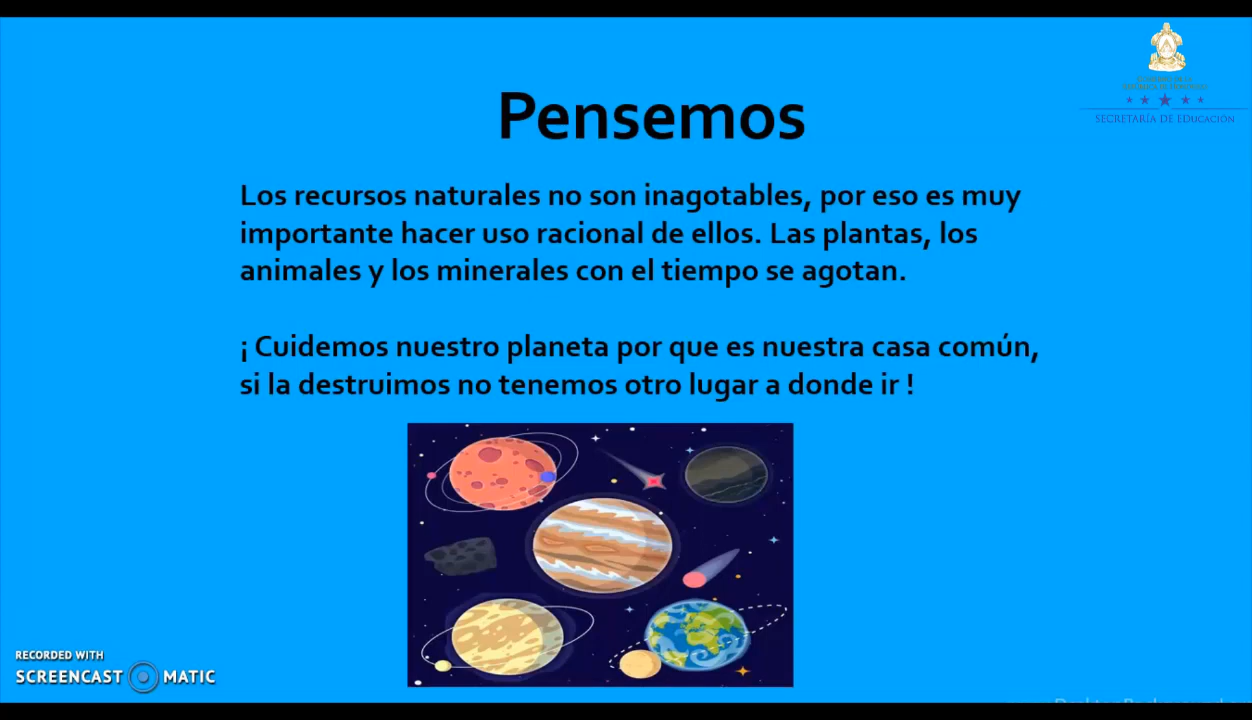 Pensemos
Los recursos naturales no son inagotables, por eso es muy
importante hacer uso racional de ellos. Las plantas, los
animales y los minerales con el tiempo se agotan.
¡ Cuidemos nuestro planeta por que es nuestra casa común,
si la destruimos no tenemos otro lugar a donde ir !
SECRETARÍA DE EDUCACIÓN
RECORDED WITH
SCREENCAST MATIC